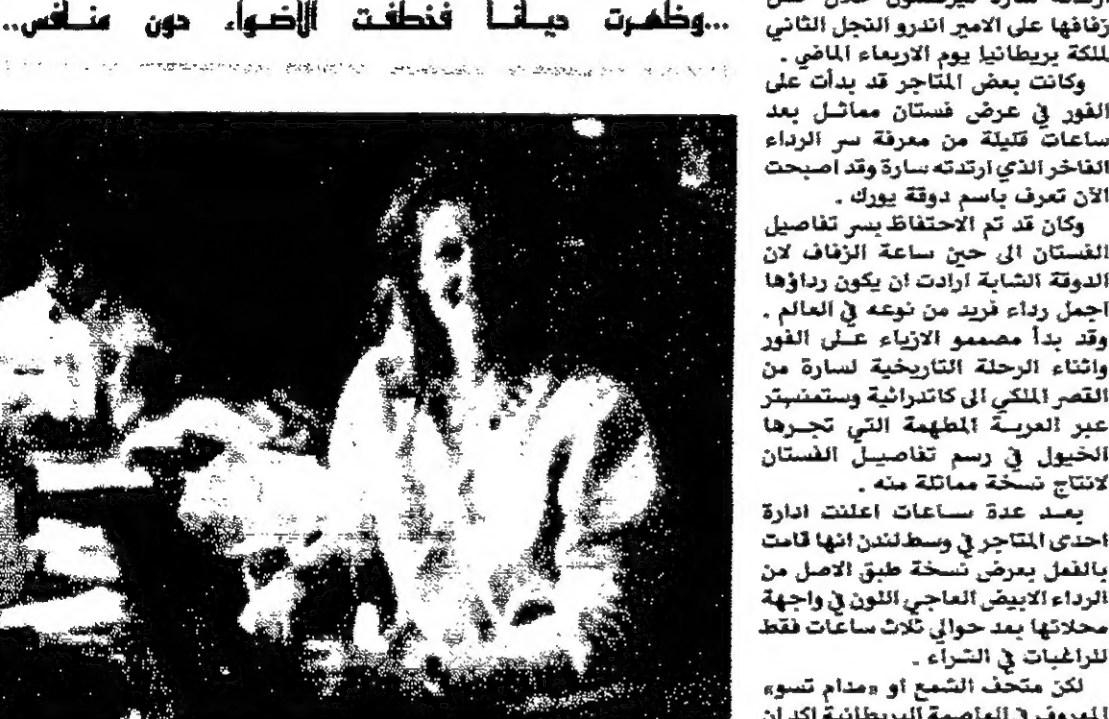 ...وظهرت ديانا فخطفت الأضواء دون منافس..
زفافها على الامير اندرو النجل الثاني
لملكة بريطانيا يوم الاربعاء الماضي .
وكانت بعض المتاجر قد بدأت على
الفور في عرض فستان مماثل بعد
ساعات قليلة من معرفة سر الرداء
الفاخر الذي ارتدته سارة وقد اصبحت
الآن تعرف باسم دوقة يورك .
وكان قد تم الاحتفاظ بسر تفاصيل
الفستان الى حين ساعة الزفاف لان
الدوقة الشابة ارادت ان يكون رداؤها
اجمل رداء فريد من نوعه في العالم .
وقد بدأ مصممو الازياء على الفور
واثناء الرحلة التاريخية لسارة من
القصر الملكي الى كاتدرائية وستمنستر
عبر العربة المطهمة التي تجرها
الخيول في رسم تفاصيل الفستان
لانتاج نسخة مماثلة منه .
بعد عدة ساعات اعلنت ادارة
احدى المتاجر في وسط لندن انها قامت
بالفعل بعرض نسخة طبق الاصل من
الرداء الابيض العاجي اللون في واجهة
محلاتها بعد حوالي ثلاث ساعات فقط
للراغبات في الشراء .
لكن متحف الشمع او «مدام تسو»
المعروف في العاصمة البريطانية اكد ان